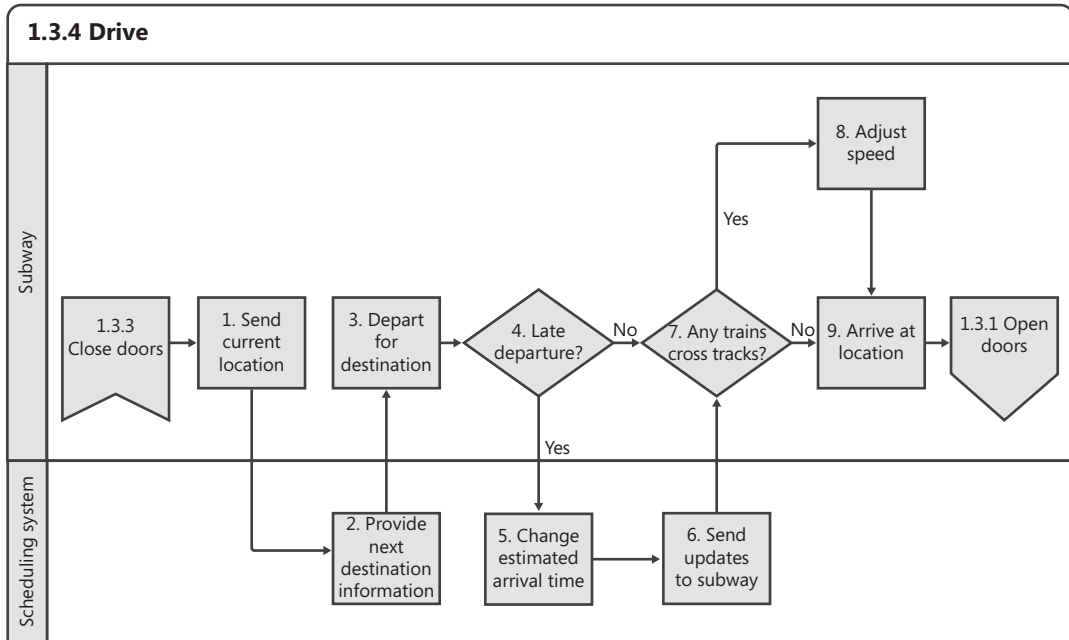 1.3.4 Drive
Subway
8. Adjust
speed
Yes
1.3.3
Close doors
1. Send
current
location
3. Depart
for
destination
4. Late
departure?
No
7. Any trains
cross tracks?
No
9. Arrive at
location
1.3.1 Open
doors
Yes
Scheduling system
2. Provide
next
destination
information
5. Change
estimated
arrival time
6. Send
updates
to subway